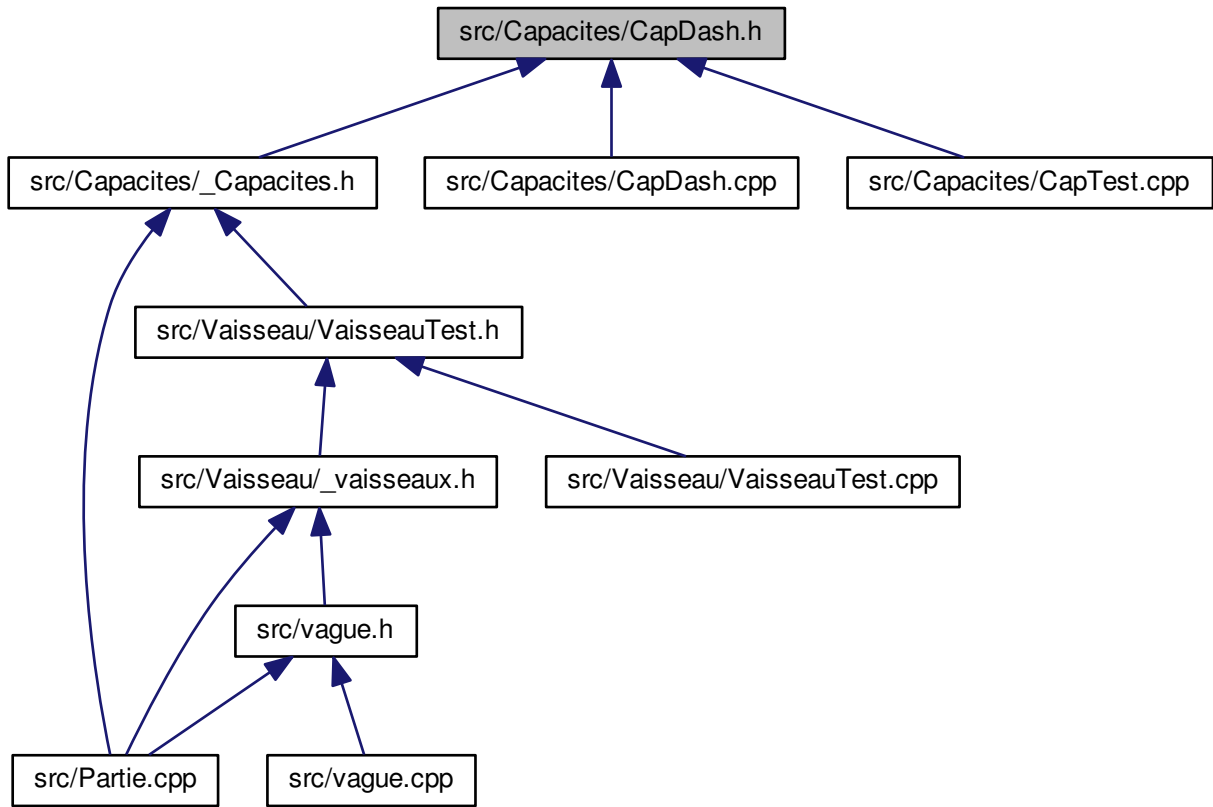 src/Capacites/CapDash.h
src/Capacites/_Capacites.h
src/Capacites/CapDash.cpp
src/Capacites/CapTest.cpp
src/Vaisseau/VaisseauTest.h
src/Vaisseau/_vaisseaux.h
src/Vaisseau/VaisseauTest.cpp
src/vague.h
src/Partie.cpp
src/vague.cpp